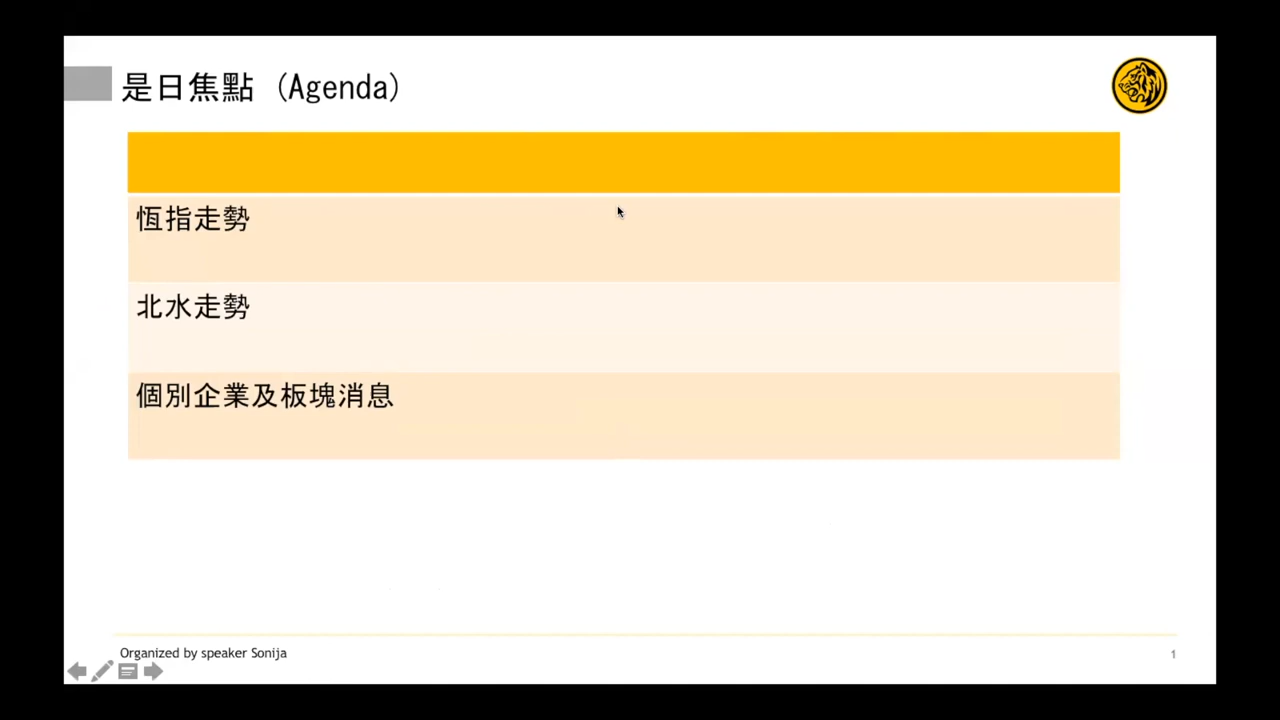 是日焦點 (Agenda)
恆指走勢
北水走勢
個別企業及板塊消息
Organized by speaker Sonija
1